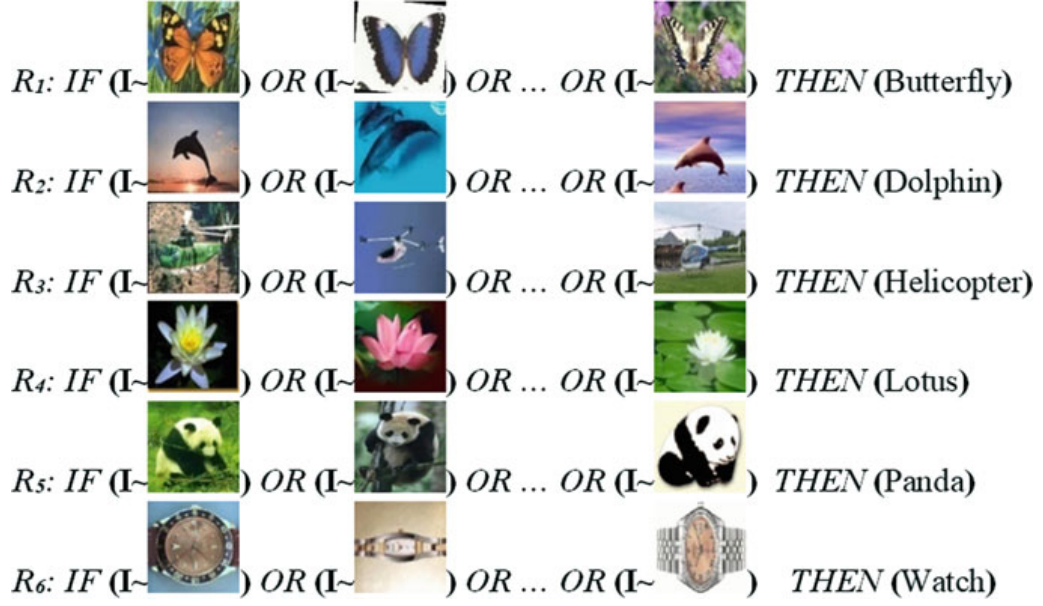 R₁: IF (I~ ) OR (I~ ) OR ... OR (I~ ) THEN (Butterfly)
R₂: IF (I~ ) OR (I~ ) OR ... OR (I~ ) THEN (Dolphin)
R₃: IF (I~ ) OR (I~ ) OR ... OR (I~ ) THEN (Helicopter)
R₄: IF (I~ ) OR (I~ ) OR ... OR (I~ ) THEN (Lotus)
R₅: IF (I~ ) OR (I~ ) OR ... OR (I~ ) THEN (Panda)
R₆: IF (I~ ) OR (I~ ) OR ... OR (I~ ) THEN (Watch)